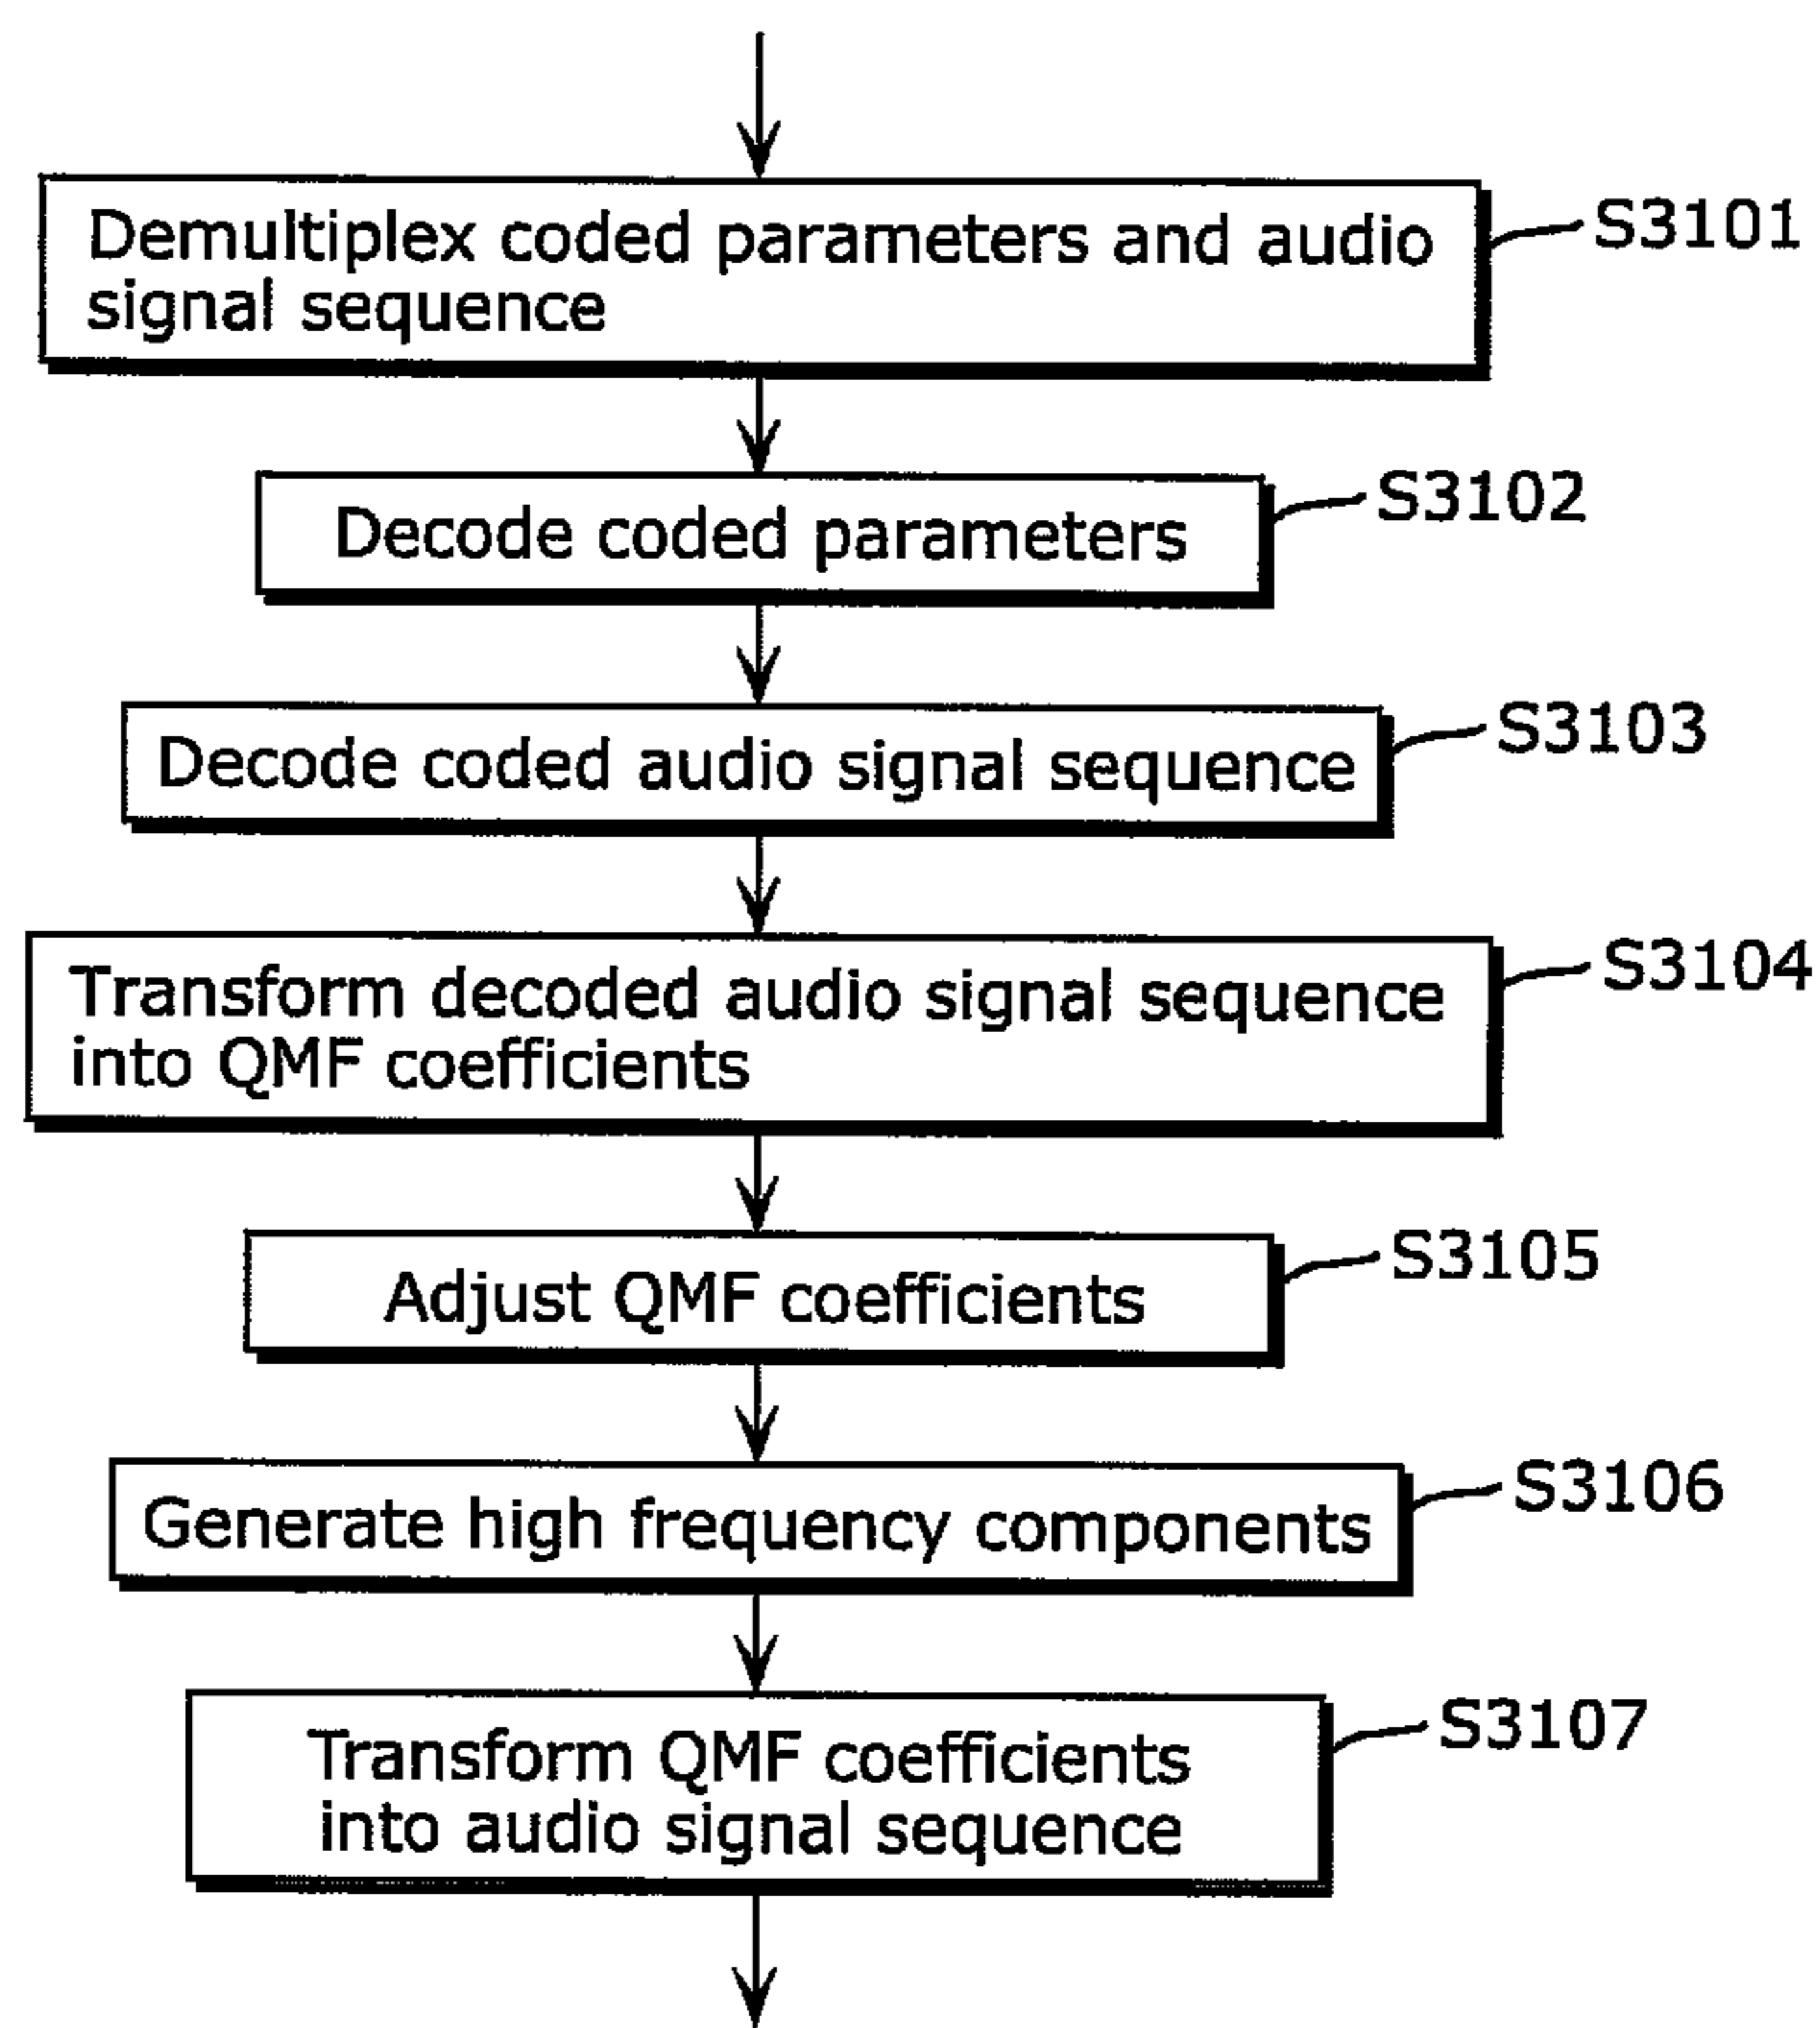 Demultiplex coded parameters and audio
signal sequence
S3101
Decode coded parameters
S3102
Decode coded audio signal sequence
S3103
Transform decoded audio signal sequence
into QMF coefficients
S3104
Adjust QMF coefficients
S3105
Generate high frequency components
S3106
Transform QMF coefficients
into audio signal sequence
S3107